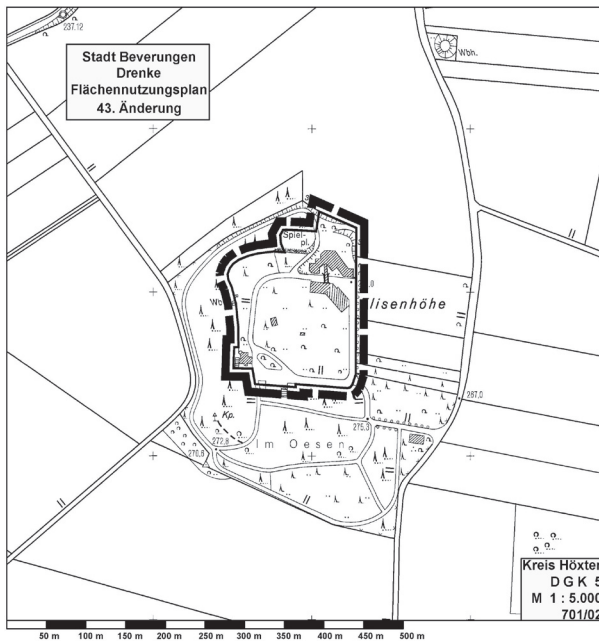 237.12
Stadt Beverungen
Drenke
Flächennutzungsplan
43. Änderung
Wbh.
Spiel-
pl.
lisenhöhe
Kp.
Im Oesen
275,3
287,0
272,8
270,8
Kreis Höxter
D G K 5
M 1 : 5.000
701/02
50 m 100 m 150 m 200 m 250 m 300 m 350 m 400 m 450 m 500 m